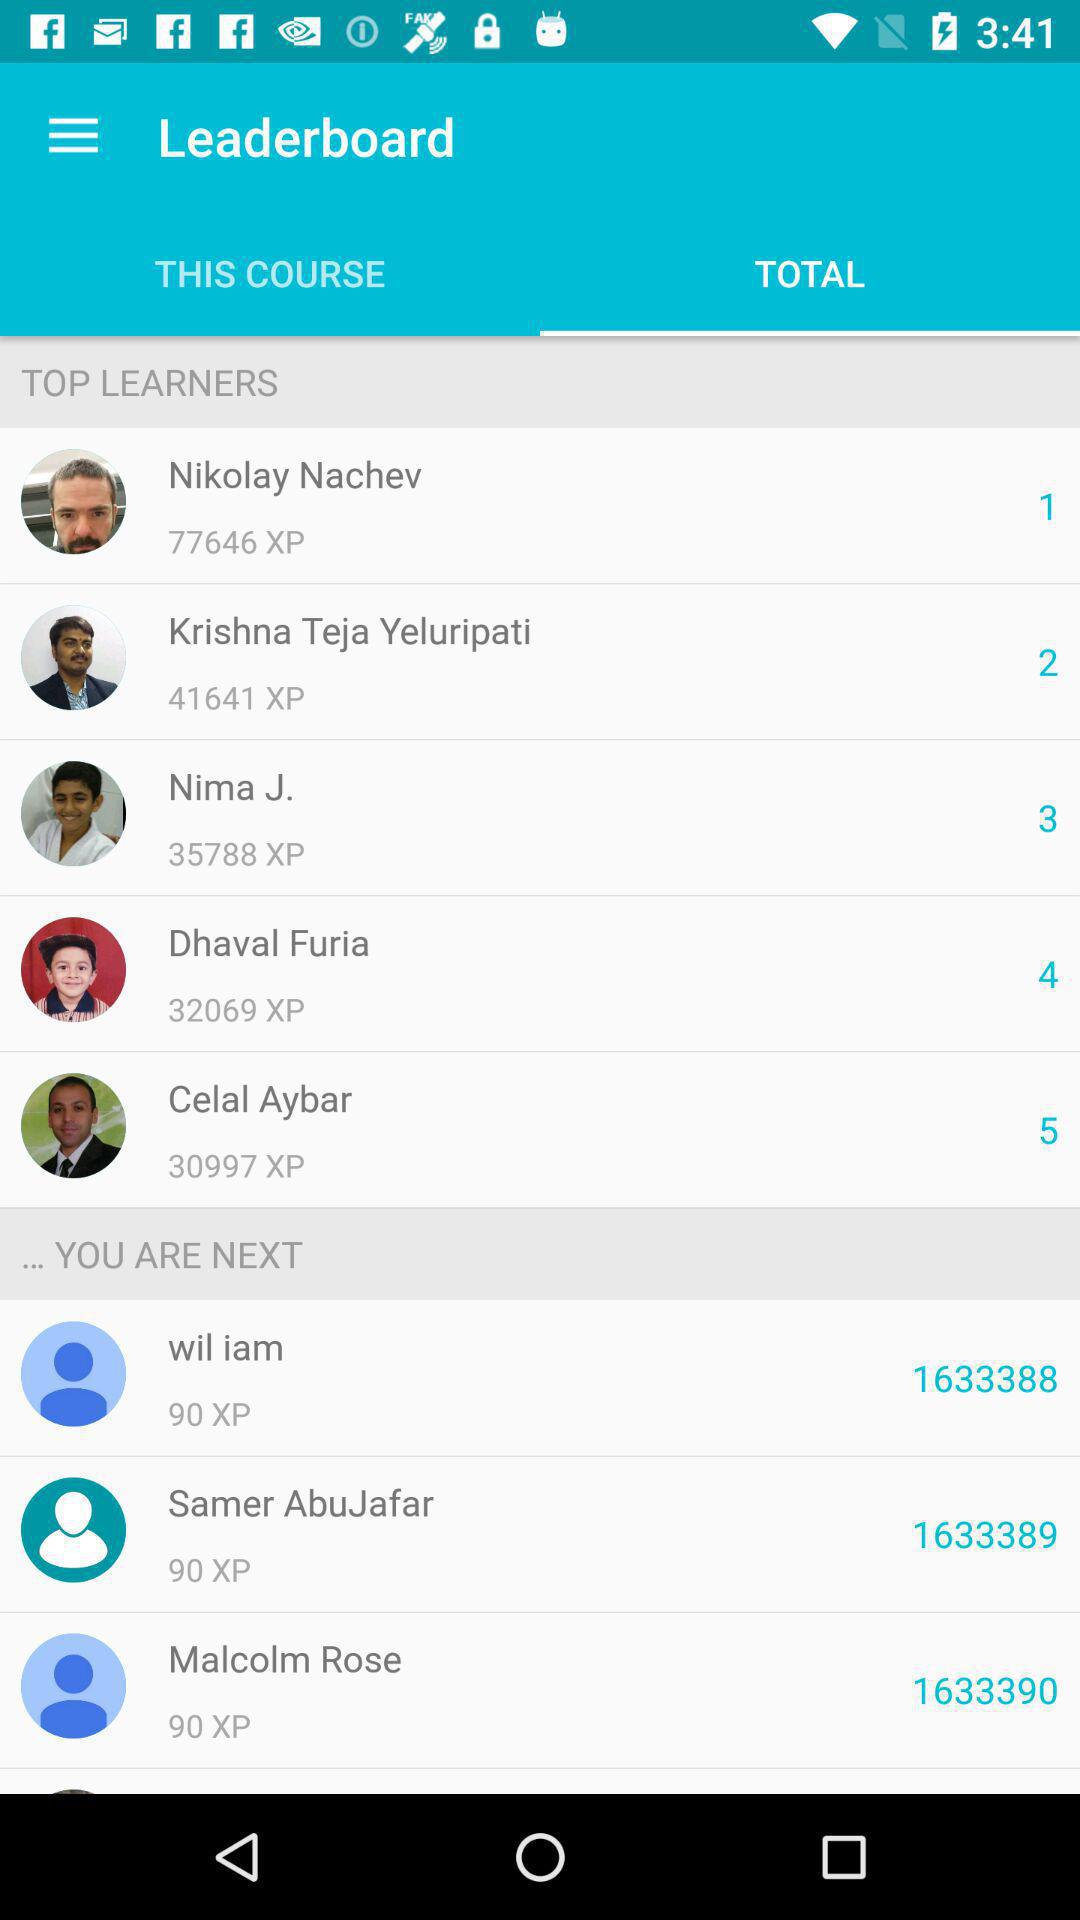 FAKE
3:41
Leaderboard
THIS COURSE
TOTAL
TOP LEARNERS
Nikolay Nachev
77646 XP
1
Krishna Teja Yeluripati
41641 XP
2
Nima J.
35788 XP
3
Dhaval Furia
32069 XP
4
Celal Aybar
30997 XP
5
... YOU ARE NEXT
wil iam
90 XP
1633388
Samer AbuJafar
90 XP
1633389
Malcolm Rose
90 XP
1633390